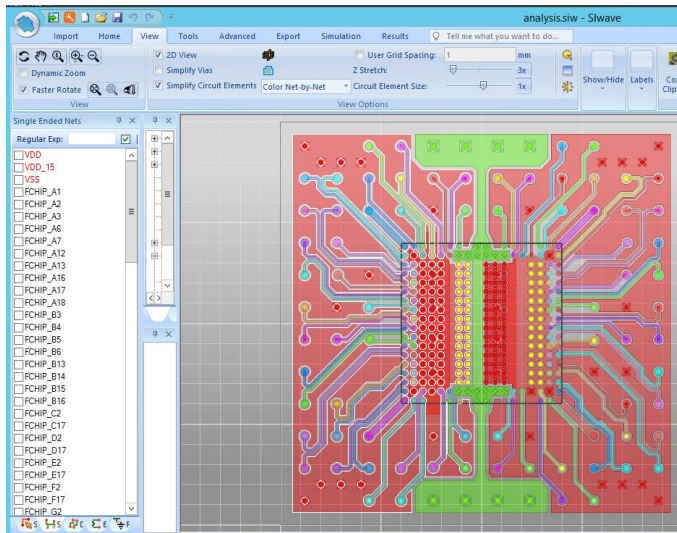 analysis.siw - SIwave
Import Home View Tools Advanced Export Simulation Results Tell me what you want to do...
2D View User Grid Spacing: 1 mm
Dynamic Zoom Simplify Vias Z Stretch: 3x Show/Hide Labels
Faster Rotate Simplify Circuit Elements Color Net-by-Net Circuit Element Size: 1x
View View Options
Single Ended Nets
Regular Exp:
VDD
VDD_15
VSS
FCHIP_A1
FCHIP_A2
FCHIP_A3
FCHIP_A6
FCHIP_A7
FCHIP_A12
FCHIP_A13
FCHIP_A16
FCHIP_A17
FCHIP_A18
FCHIP_B3
FCHIP_B4
FCHIP_B5
FCHIP_B6
FCHIP_B13
FCHIP_B14
FCHIP_B15
FCHIP_B16
FCHIP_C2
FCHIP_C17
FCHIP_D2
FCHIP_D17
FCHIP_E2
FCHIP_E17
FCHIP_F2
FCHIP_F17
FCHIP_G2
S S E F